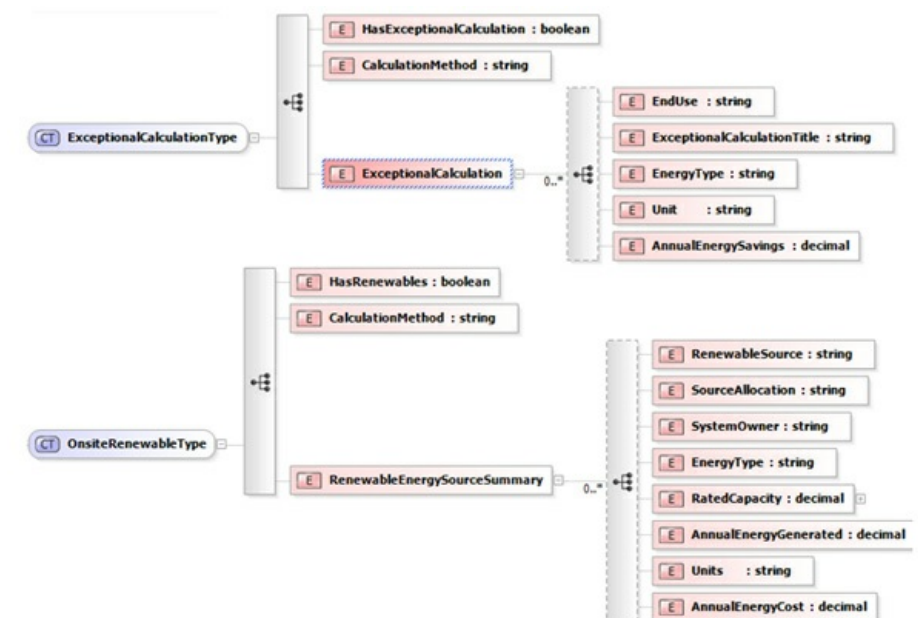 E HasExceptionalCalculation : boolean
E CalculationMethod : string
CT ExceptionalCalculationType
E ExceptionalCalculation
0..*
E EndUse : string
E ExceptionalCalculationTitle : string
E EnergyType : string
E Unit : string
E AnnualEnergySavings : decimal
E HasRenewables : boolean
E CalculationMethod : string
CT OnsiteRenewableType
E RenewableEnergySourceSummary
0..*
E RenewableSource : string
E SourceAllocation : string
E SystemOwner : string
E EnergyType : string
E RatedCapacity : decimal
E AnnualEnergyGenerated : decimal
E Units : string
E AnnualEnergyCost : decimal